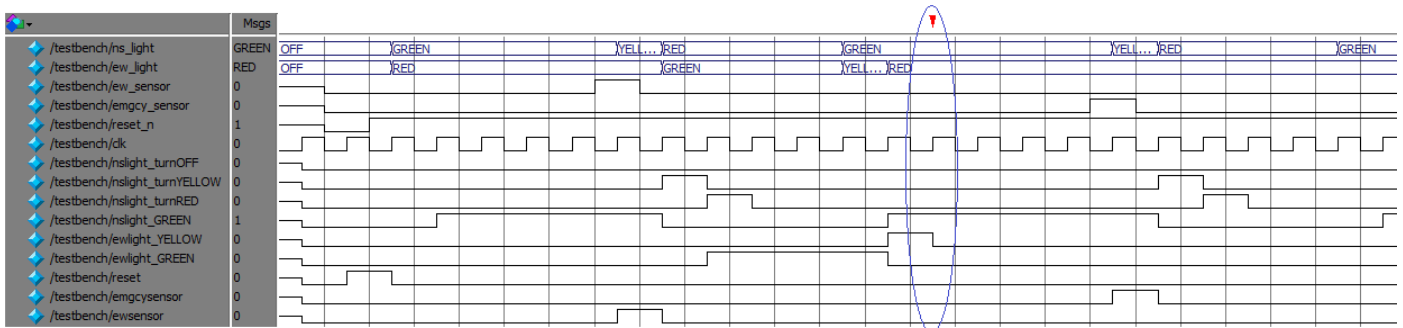 Msgs
/testbench/ns_light GREEN OFF GREEN YELL... RED GREEN YELL... RED GREEN
/testbench/ew_light RED OFF RED GREEN YELL... RED
/testbench/ew_sensor 0
/testbench/emgcy_sensor 0
/testbench/reset_n 1
/testbench/clk 0
/testbench/nslight_turnOFF 0
/testbench/nslight_turnYELLOW 0
/testbench/nslight_turnRED 0
/testbench/nslight_GREEN 1
/testbench/ewlight_YELLOW 0
/testbench/ewlight_GREEN 0
/testbench/reset 0
/testbench/emgcysensor 0
/testbench/ewsensor 0